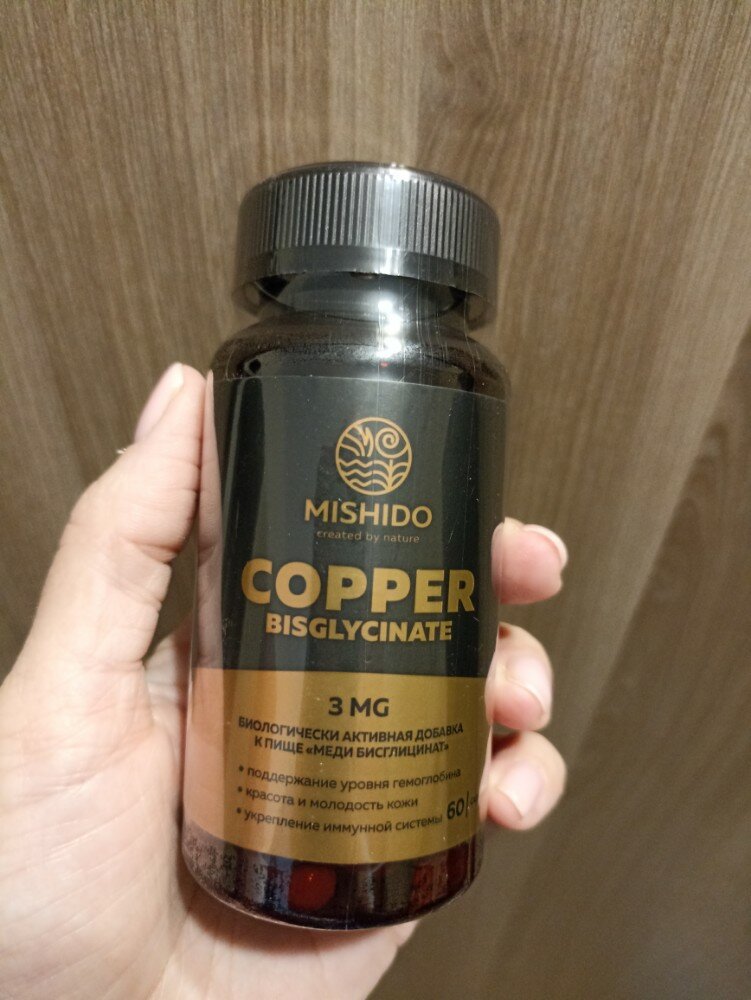 MISHIDO
created by nature
COPPER
BISGLYCINATE
3 MG
БИОЛОГИЧЕСКИ АКТИВНАЯ ДОБАВКА
К ПИЩЕ «МЕДИ БИСГЛИЦИНАТ»
• поддержание уровня гемоглобина
• красота и молодость кожи
• укрепление иммунной системы
60